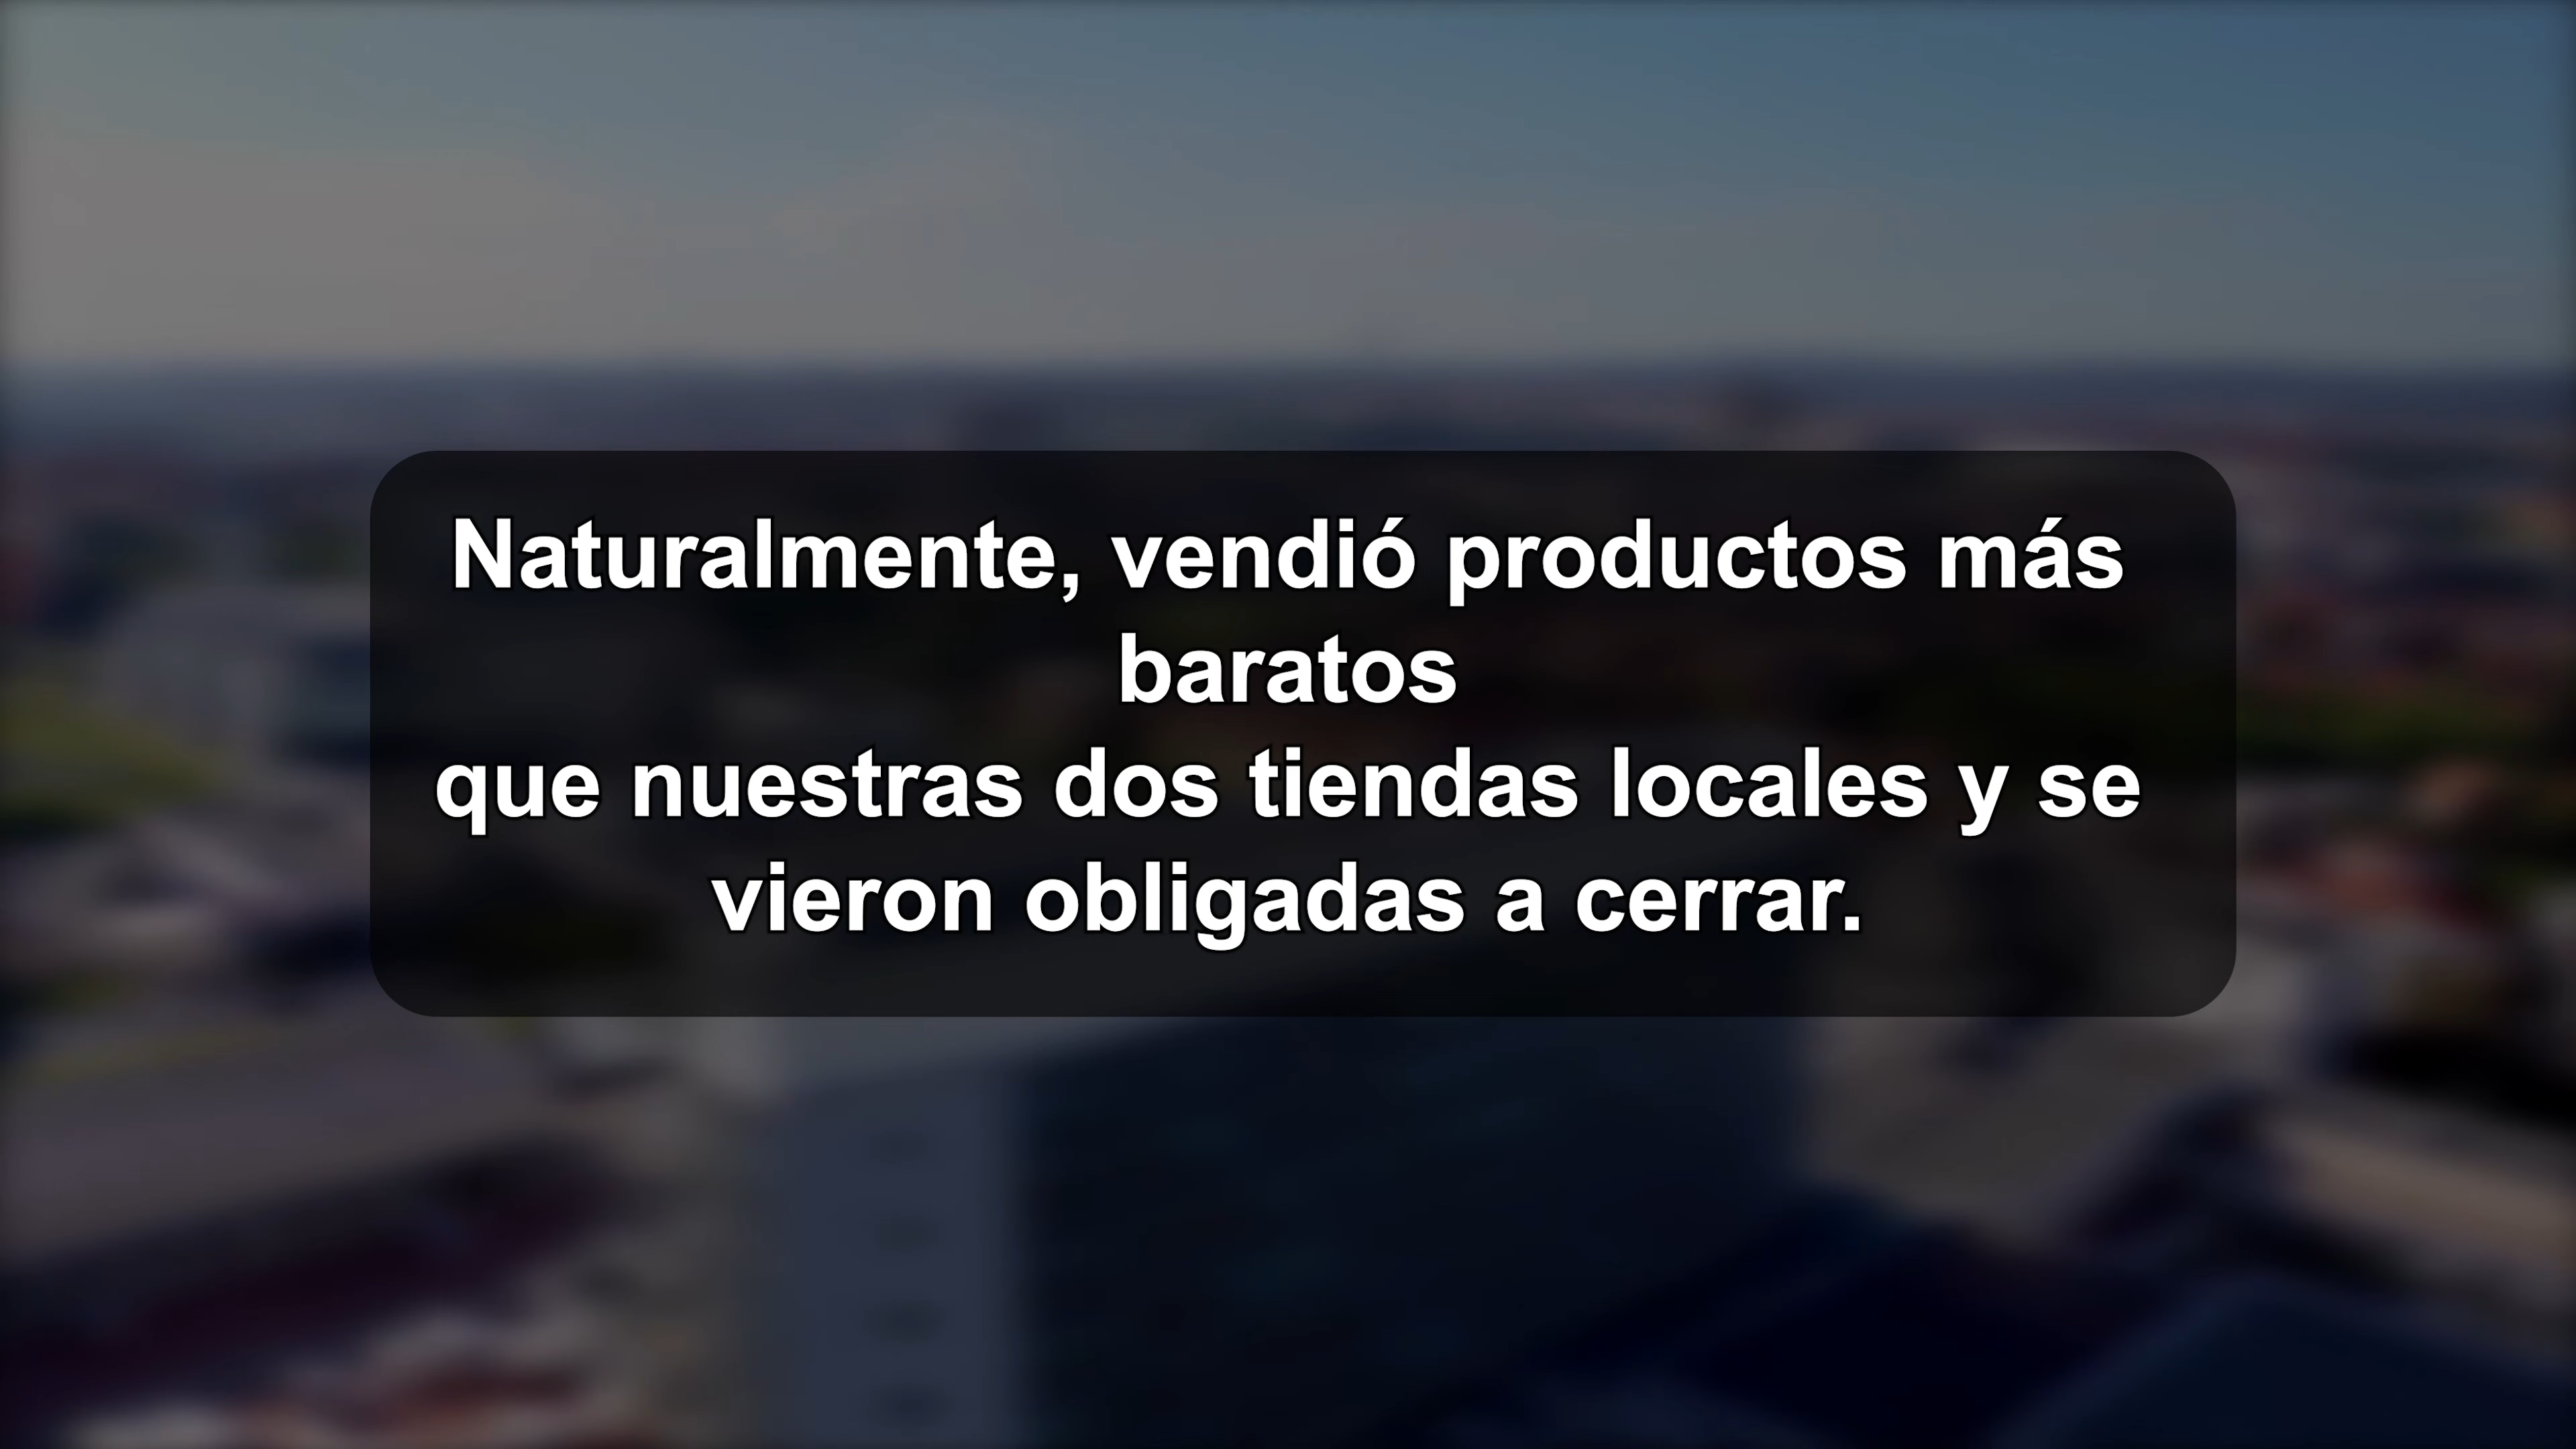 Naturalmente, vendió productos más
baratos
que nuestras dos tiendas locales y se
vieron obligadas a cerrar.